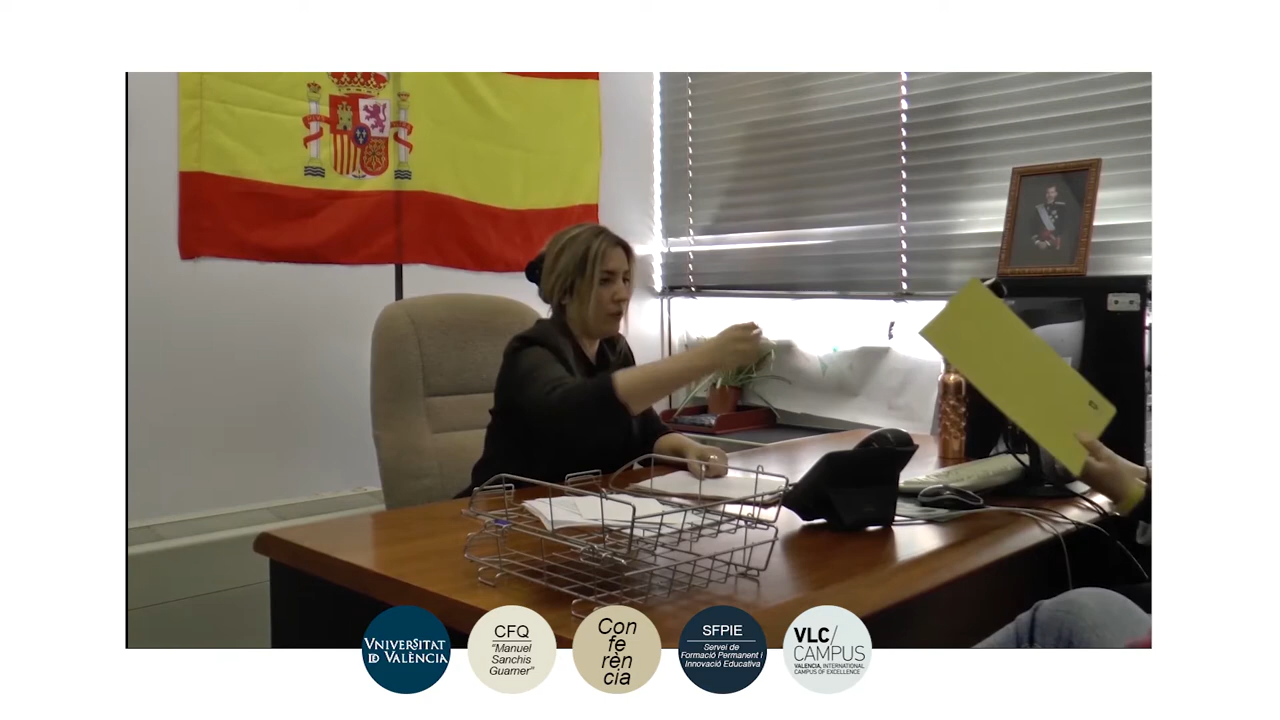 VNIVERSITAT
ID VALÈNCIA
CFQ
"Manuel
Sanchis
Guarner"
Con
fe
rèn
cia
SFPIE
Servei de
Formació Permanent i
Innovació Educativa
VLC/
CAMPUS
VALENCIA, INTERNATIONAL
CAMPUS OF EXCELLENCE